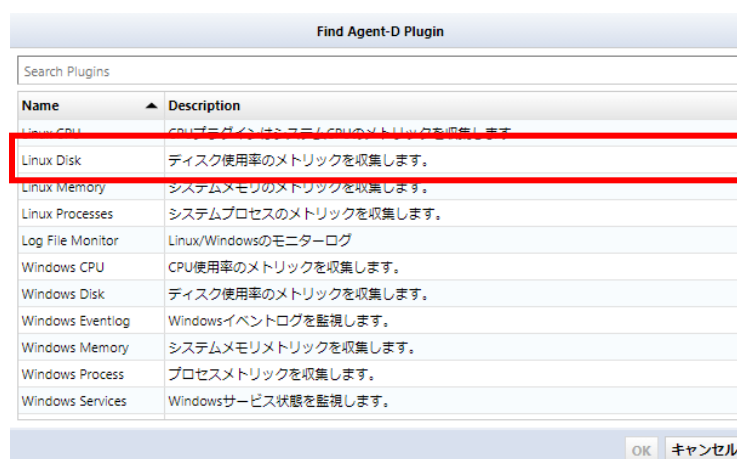 Find Agent-D Plugin
Search Plugins
Name Description
Linux CPU CPUプラグインはシステムCPUのメトリックを収集します
Linux Disk ディスク使用率のメトリックを収集します。
Linux Memory システムメモリのメトリックを収集します。
Linux Processes システムプロセスのメトリックを収集します。
Log File Monitor Linux/Windowsのモニターログ
Windows CPU CPU使用率のメトリックを収集します。
Windows Disk ディスク使用率のメトリックを収集します。
Windows Eventlog Windowsイベントログを監視します。
Windows Memory システムメモリメトリックを収集します。
Windows Process プロセスメトリックを収集します。
Windows Services Windowsサービス状態を監視します。
OK キャンセル